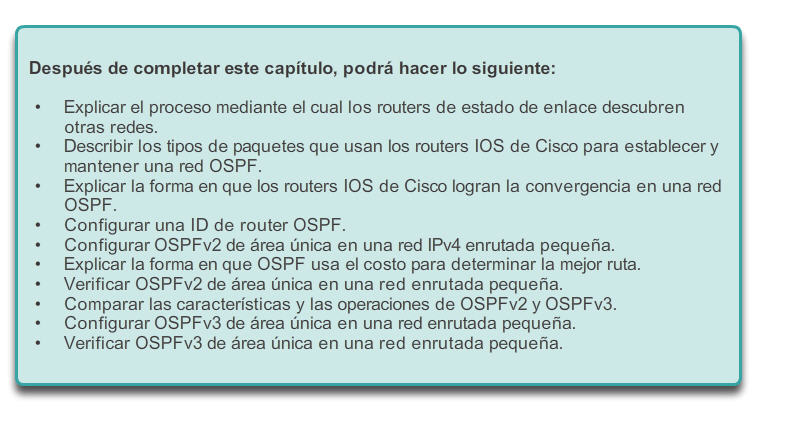 Después de completar este capítulo, podrá hacer lo siguiente:
• Explicar el proceso mediante el cual los routers de estado de enlace descubren
otras redes.
• Describir los tipos de paquetes que usan los routers IOS de Cisco para establecer y
mantener una red OSPF.
• Explicar la forma en que los routers IOS de Cisco logran la convergencia en una red
OSPF.
• Configurar una ID de router OSPF.
• Configurar OSPFv2 de área única en una red IPv4 enrutada pequeña.
• Explicar la forma en que OSPF usa el costo para determinar la mejor ruta.
• Verificar OSPFv2 de área única en una red enrutada pequeña.
• Comparar las características y las operaciones de OSPFv2 y OSPFv3.
• Configurar OSPFv3 de área única en una red enrutada pequeña.
• Verificar OSPFv3 de área única en una red enrutada pequeña.